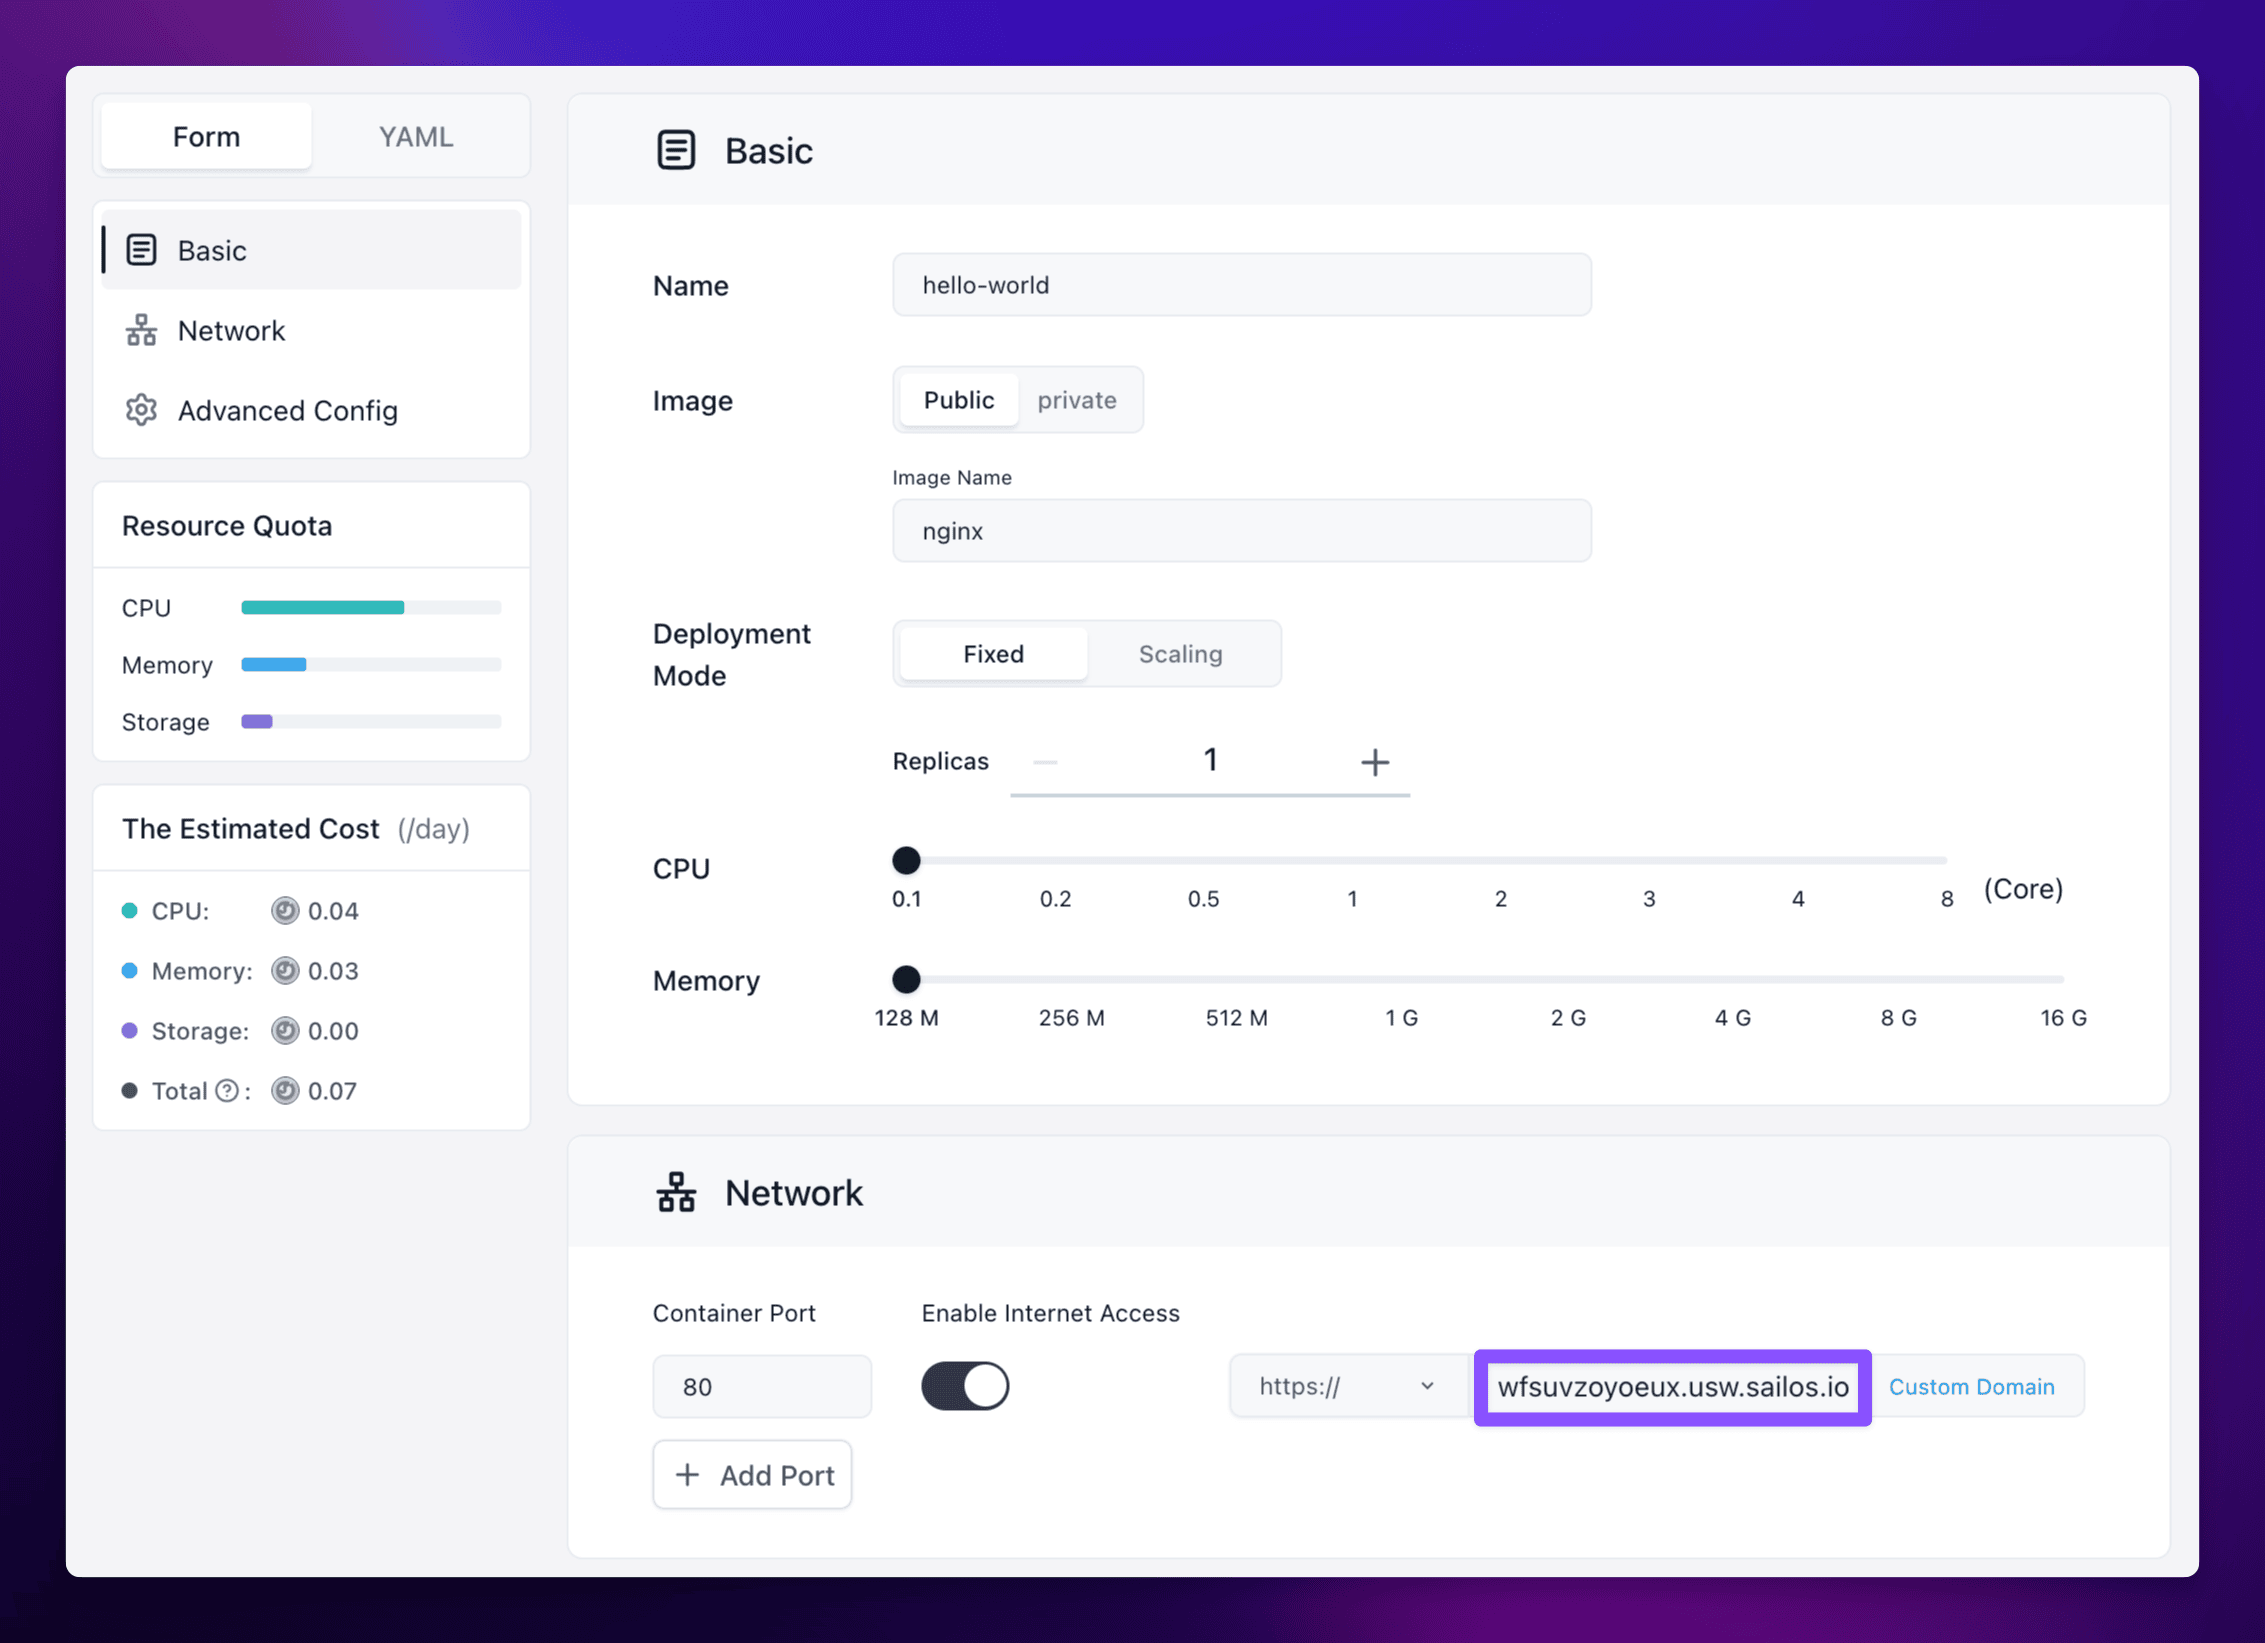 Form
YAML
Basic
Network
Advanced Config
Resource Quota
CPU
Memory
Storage
The Estimated Cost (/day)
CPU: 0.04
Memory: 0.03
Storage: 0.00
Total ? : 0.07
Basic
Name
hello-world
Image
Public
private
Image Name
nginx
Deployment
Mode
Fixed
Scaling
Replicas
1
CPU
0.1 0.2 0.5 1 2 3 4 8 (Core)
Memory
128 M 256 M 512 M 1 G 2 G 4 G 8 G 16 G
Network
Container Port
Enable Internet Access
80
https://
wfsuvzoyoeux.usw.sailos.io
Custom Domain
+ Add Port